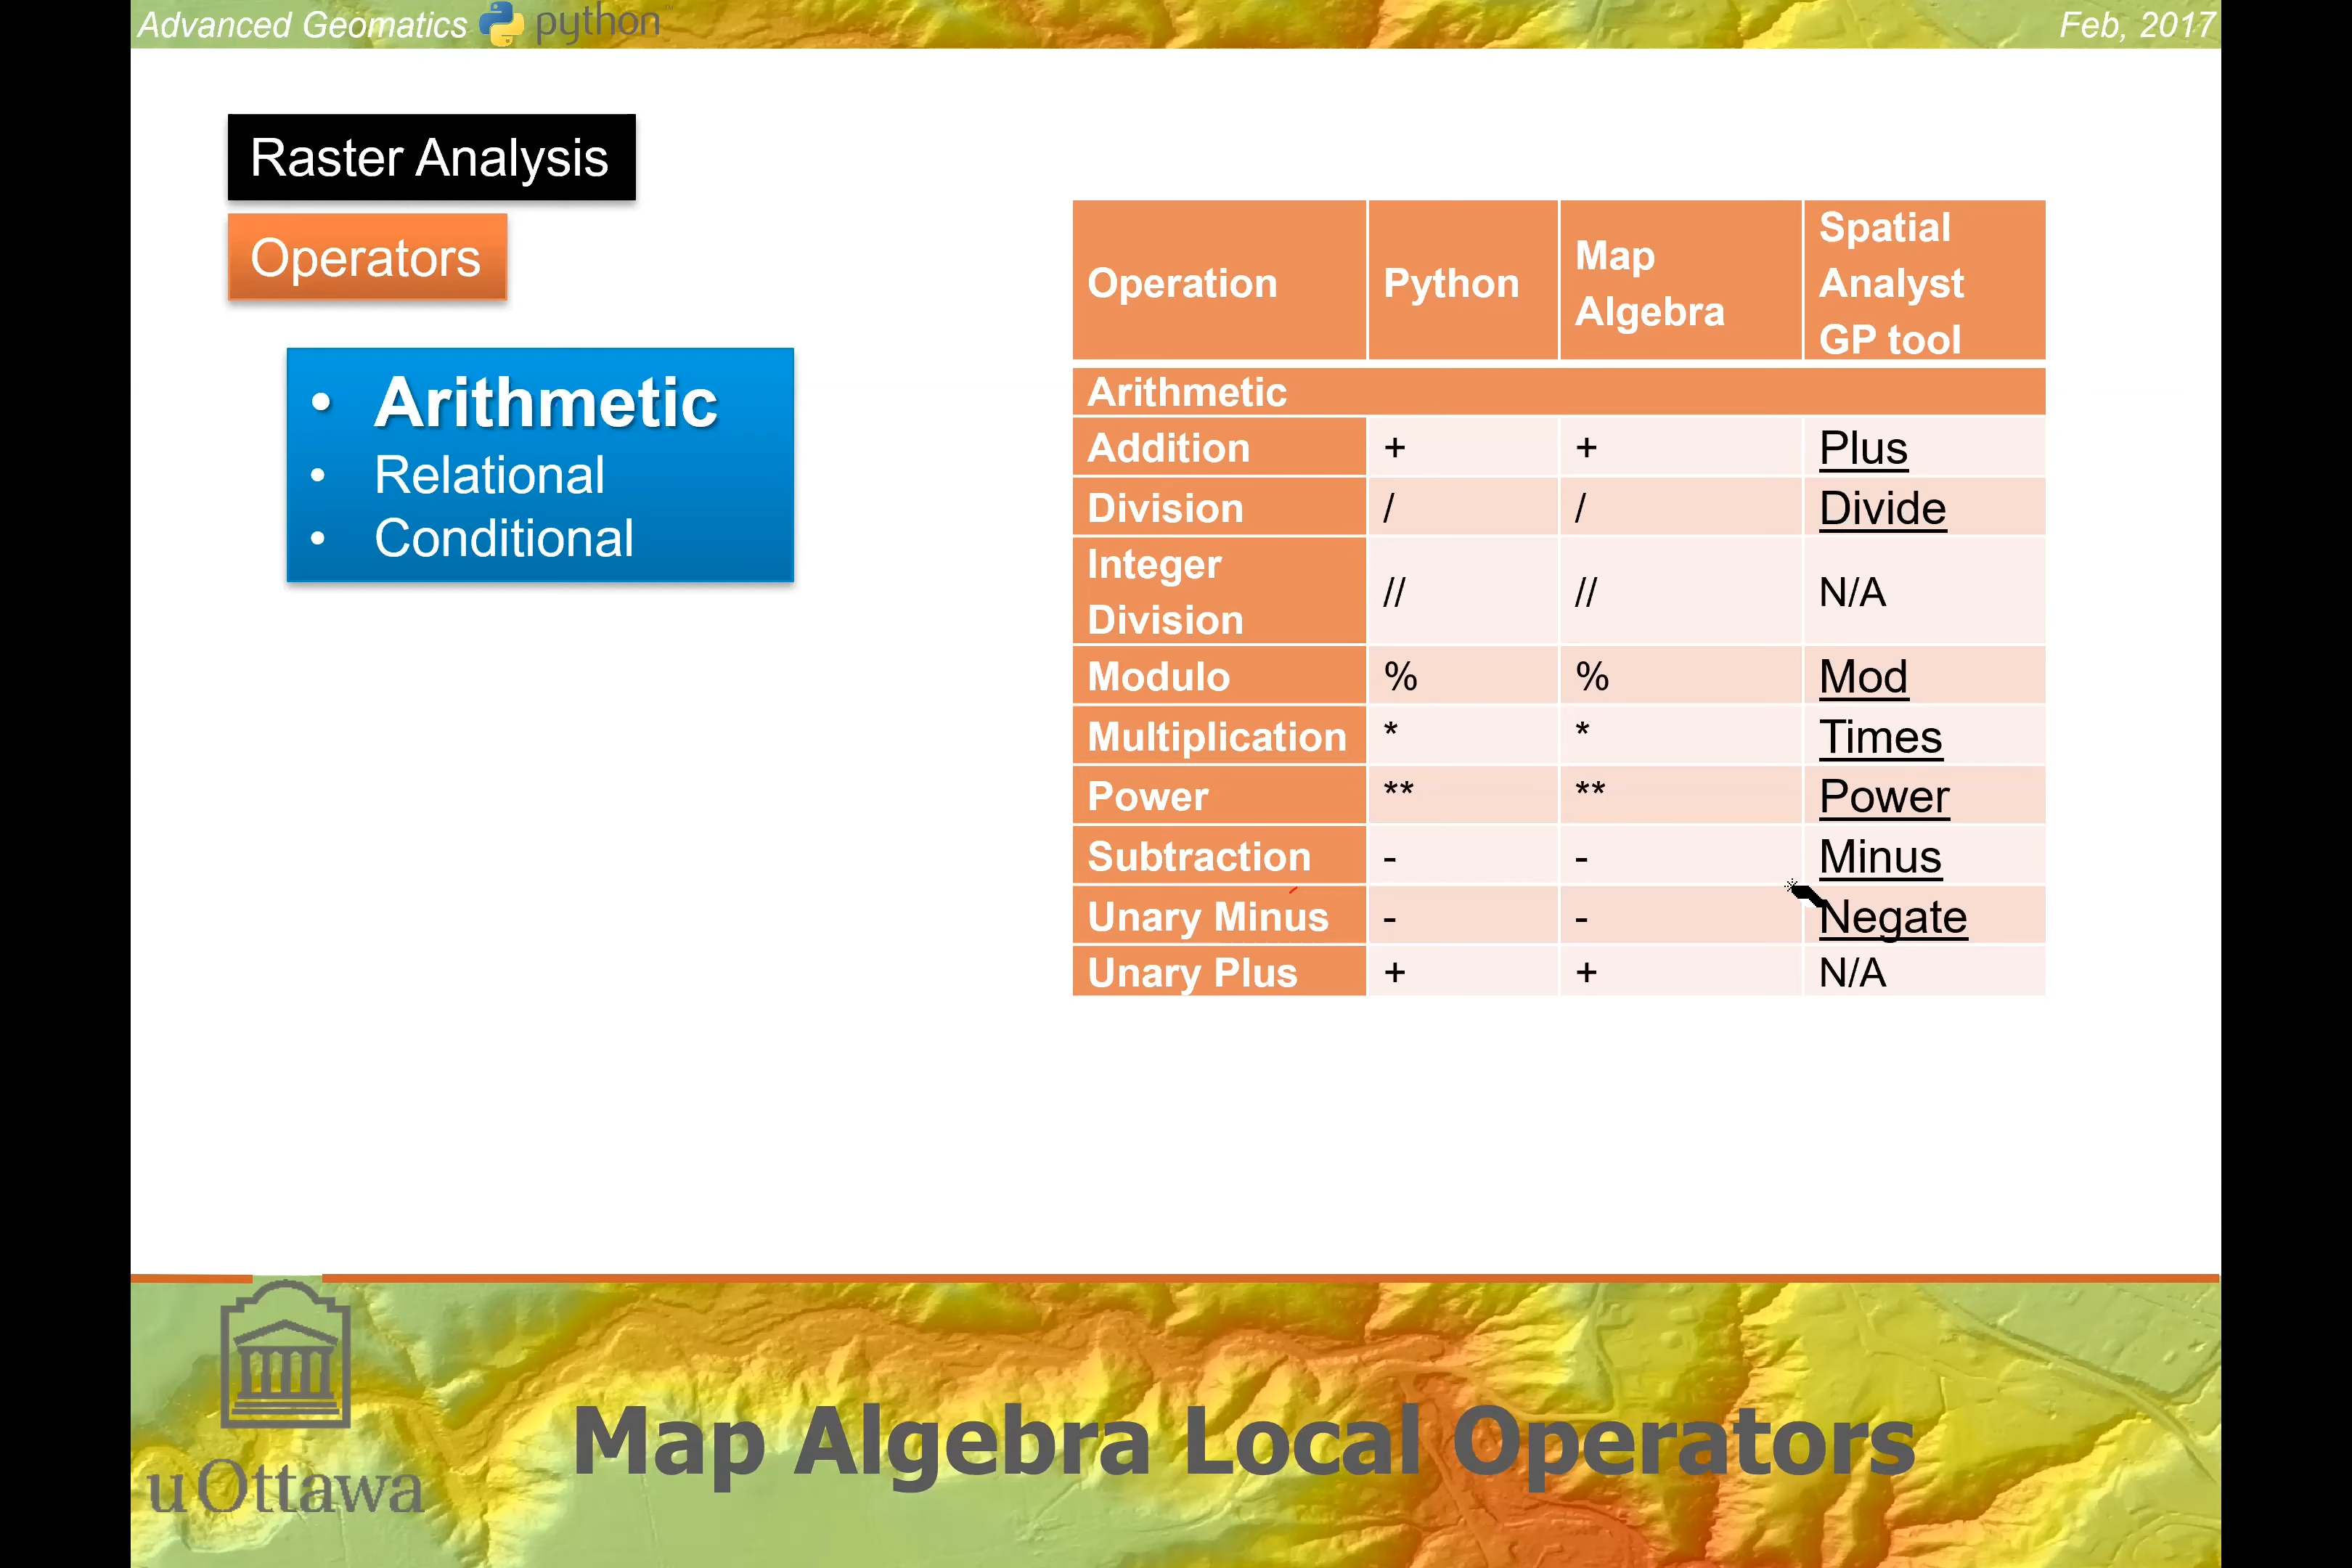 Advanced Geomatics python™ Feb, 2017
Raster Analysis
Operators
• Arithmetic
• Relational
• Conditional
Operation Python Map Algebra Spatial Analyst GP tool
Arithmetic
Addition + + Plus
Division / / Divide
Integer Division // // N/A
Modulo % % Mod
Multiplication * * Times
Power ** ** Power
Subtraction - - Minus
Unary Minus - - Negate
Unary Plus + + N/A
uOttawa
Map Algebra Local Operators